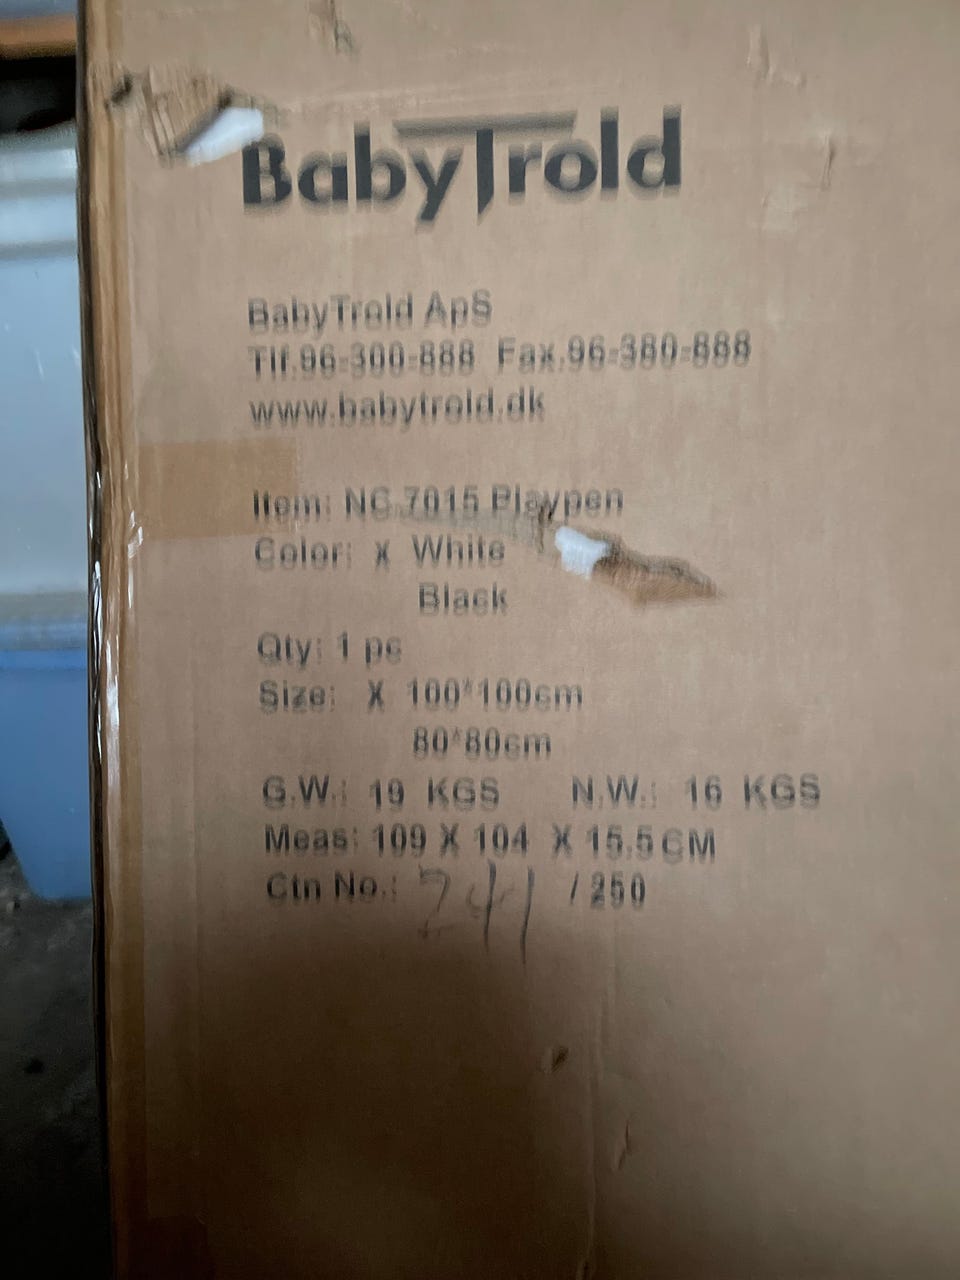 BabyTrold
BabyTrold ApS
Tlf.96-300-888 Fax.96-380-888
www.babytrold.dk
Item: NC 7015 Playpen
Color: x White
Black
Qty: 1 pc
Size: X 100*100cm
80*80cm
G.W.: 19 KGS N.W.: 16 KGS
Meas: 109 X 104 X 15.5CM
Ctn No.: 241 / 250